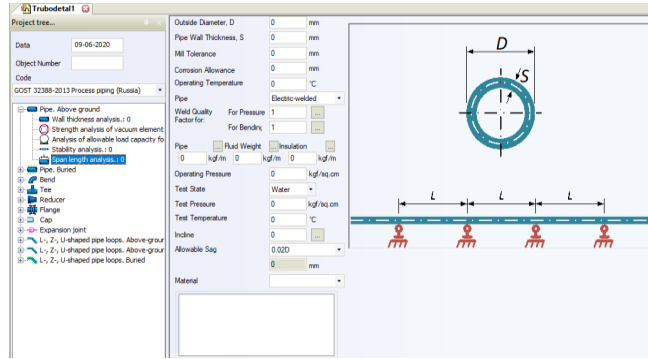 Trubodetal1
Project tree...
Data 09-06-2020
Object Number
Code
GOST 32388-2013 Process piping (Russia)
Pipe. Above ground
Wall thickness analysis.: 0
Strength analysis of vacuum element
Analysis of allowable load capacity fo
Stability analysis.: 0
Span length analysis.: 0
Pipe. Buried
Bend
Tee
Reducer
Flange
Cap
Expansion joint
L-, Z-, U-shaped pipe loops. Above-grour
L-, Z-, U-shaped pipe loops. Above-grour
L-, Z-, U-shaped pipe loops. Buried
Outside Diameter, D 0 mm
Pipe Wall Thickness, S 0 mm
Mill Tolerance 0 mm
Corrosion Allowance 0 mm
Operating Temperature 0 °C
Pipe Electric-welded
Weld Quality Factor for: For Pressure 1 ...
For Bending 1 ...
Pipe ... Fluid Weight ... Insulation ...
0 kgf/m 0 kgf/m 0 kgf/m
Operating Pressure 0 kgf/sq.cm
Test State Water
Test Pressure 0 kgf/sq.cm
Test Temperature 0 °C
Incline 0 ...
Allowable Sag 0.02D
0 mm
Material
D
S
L L L